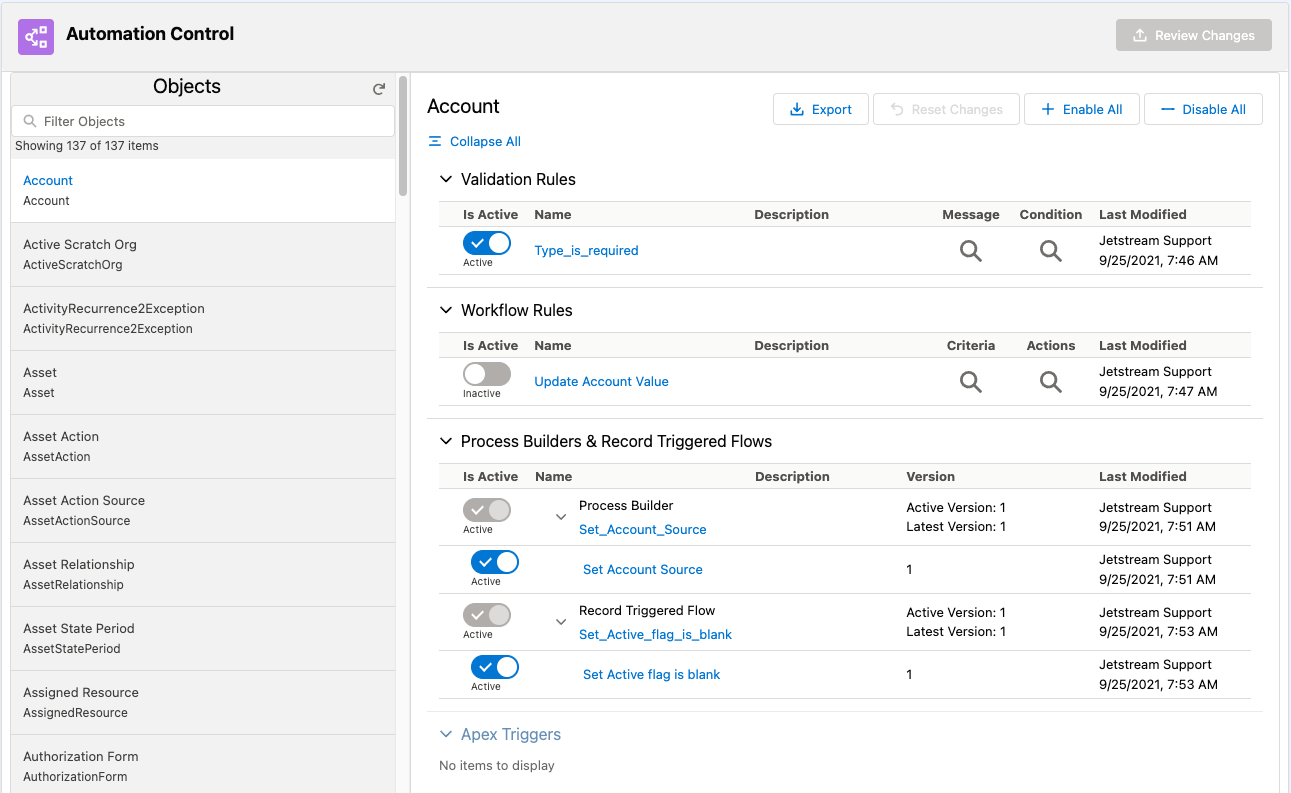 Automation Control
Review Changes
Objects
Filter Objects
Showing 137 of 137 items
Account
Account
Active Scratch Org
ActiveScratchOrg
ActivityRecurrence2Exception
ActivityRecurrence2Exception
Asset
Asset
Asset Action
AssetAction
Asset Action Source
AssetActionSource
Asset Relationship
AssetRelationship
Asset State Period
AssetStatePeriod
Assigned Resource
AssignedResource
Authorization Form
AuthorizationForm
Account
Export
Reset Changes
Enable All
Disable All
Collapse All
Validation Rules
Is Active Name Description Message Condition Last Modified
Active
Type_is_required
Jetstream Support
9/25/2021, 7:46 AM
Workflow Rules
Is Active Name Description Criteria Actions Last Modified
Inactive
Update Account Value
Jetstream Support
9/25/2021, 7:47 AM
Process Builders & Record Triggered Flows
Is Active Name Description Version Last Modified
Active
Process Builder
Set_Account_Source
Active Version: 1
Latest Version: 1
Jetstream Support
9/25/2021, 7:51 AM
Active
Set Account Source
1
Jetstream Support
9/25/2021, 7:51 AM
Active
Record Triggered Flow
Set_Active_flag_is_blank
Active Version: 1
Latest Version: 1
Jetstream Support
9/25/2021, 7:53 AM
Active
Set Active flag is blank
1
Jetstream Support
9/25/2021, 7:53 AM
Apex Triggers
No items to display